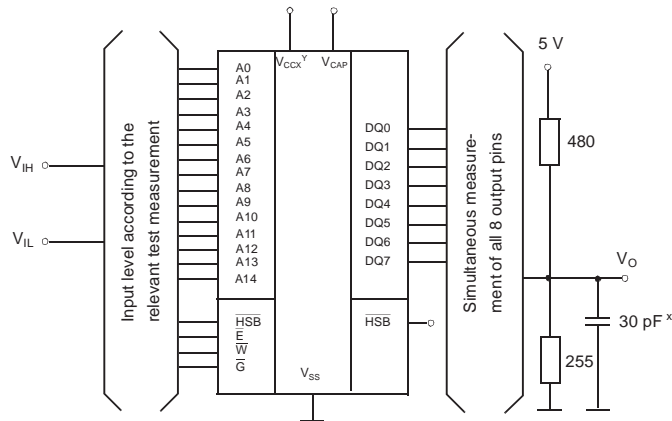 5 V
V_CCX^Y
V_CAP
A0
A1
A2
A3
A4
A5
A6
A7
A8
A9
A10
A11
A12
A13
A14
HSB
E
W
G
V_IH
V_IL
Input level according to the
relevant test measurement
DQ0
DQ1
DQ2
DQ3
DQ4
DQ5
DQ6
DQ7
HSB
V_SS
Simultaneous measure-
ment of all 8 output pins
480
V_O
30 pF^x
255